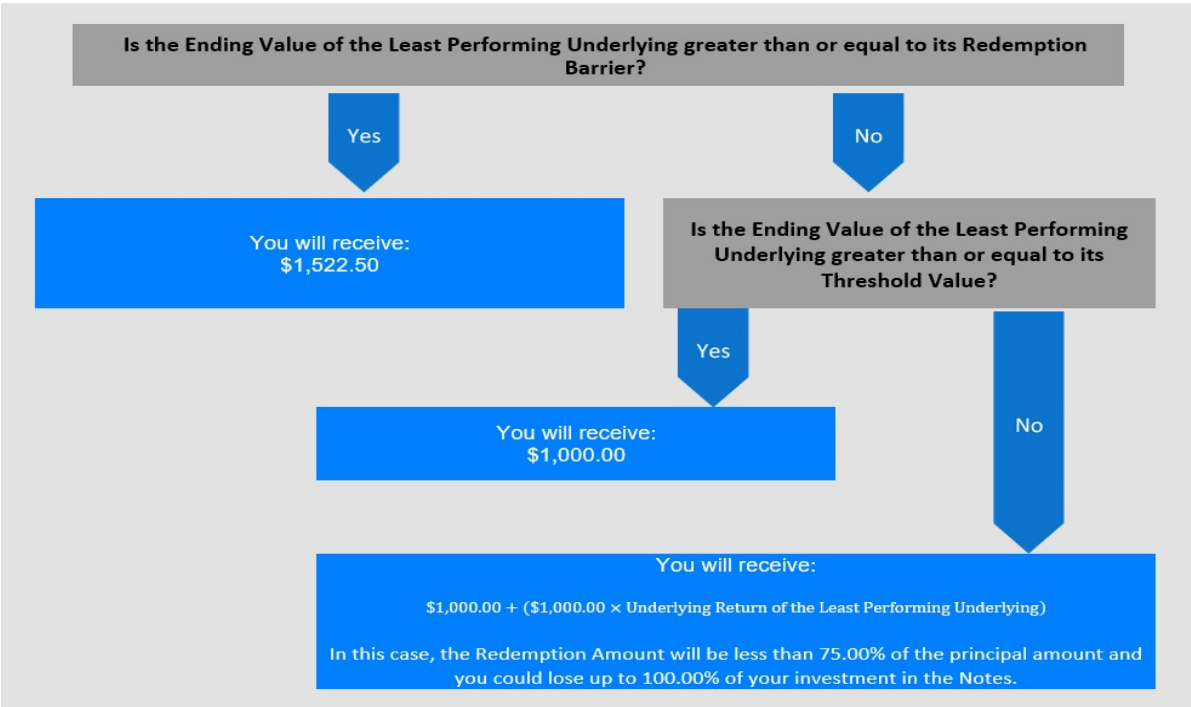 Is the Ending Value of the Least Performing Underlying greater than or equal to its Redemption
Barrier?
Yes
No
You will receive:
$1,522.50
Is the Ending Value of the Least Performing
Underlying greater than or equal to its
Threshold Value?
Yes
No
You will receive:
$1,000.00
You will receive:
$1,000.00 + ($1,000.00 × Underlying Return of the Least Performing Underlying)
In this case, the Redemption Amount will be less than 75.00% of the principal amount and
you could lose up to 100.00% of your investment in the Notes.